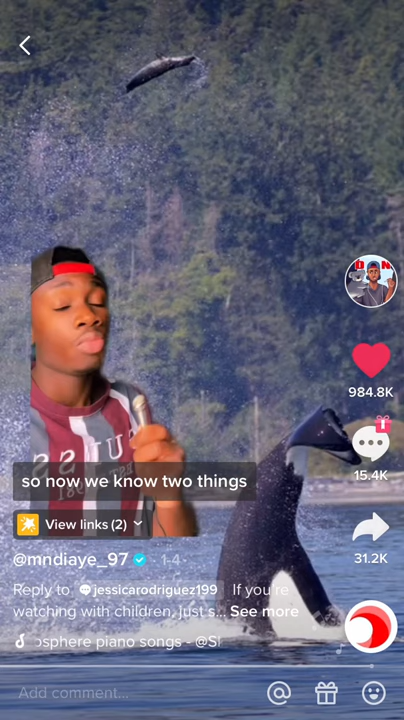 984.8K
15.4K
so now we know two things
View links (2)
31.2K
@mndiaye_97 · 1-4
Reply to jessicarodriguez199 If you're
watching with children, Just s... See more
osphere piano songs - @S
Add comment...